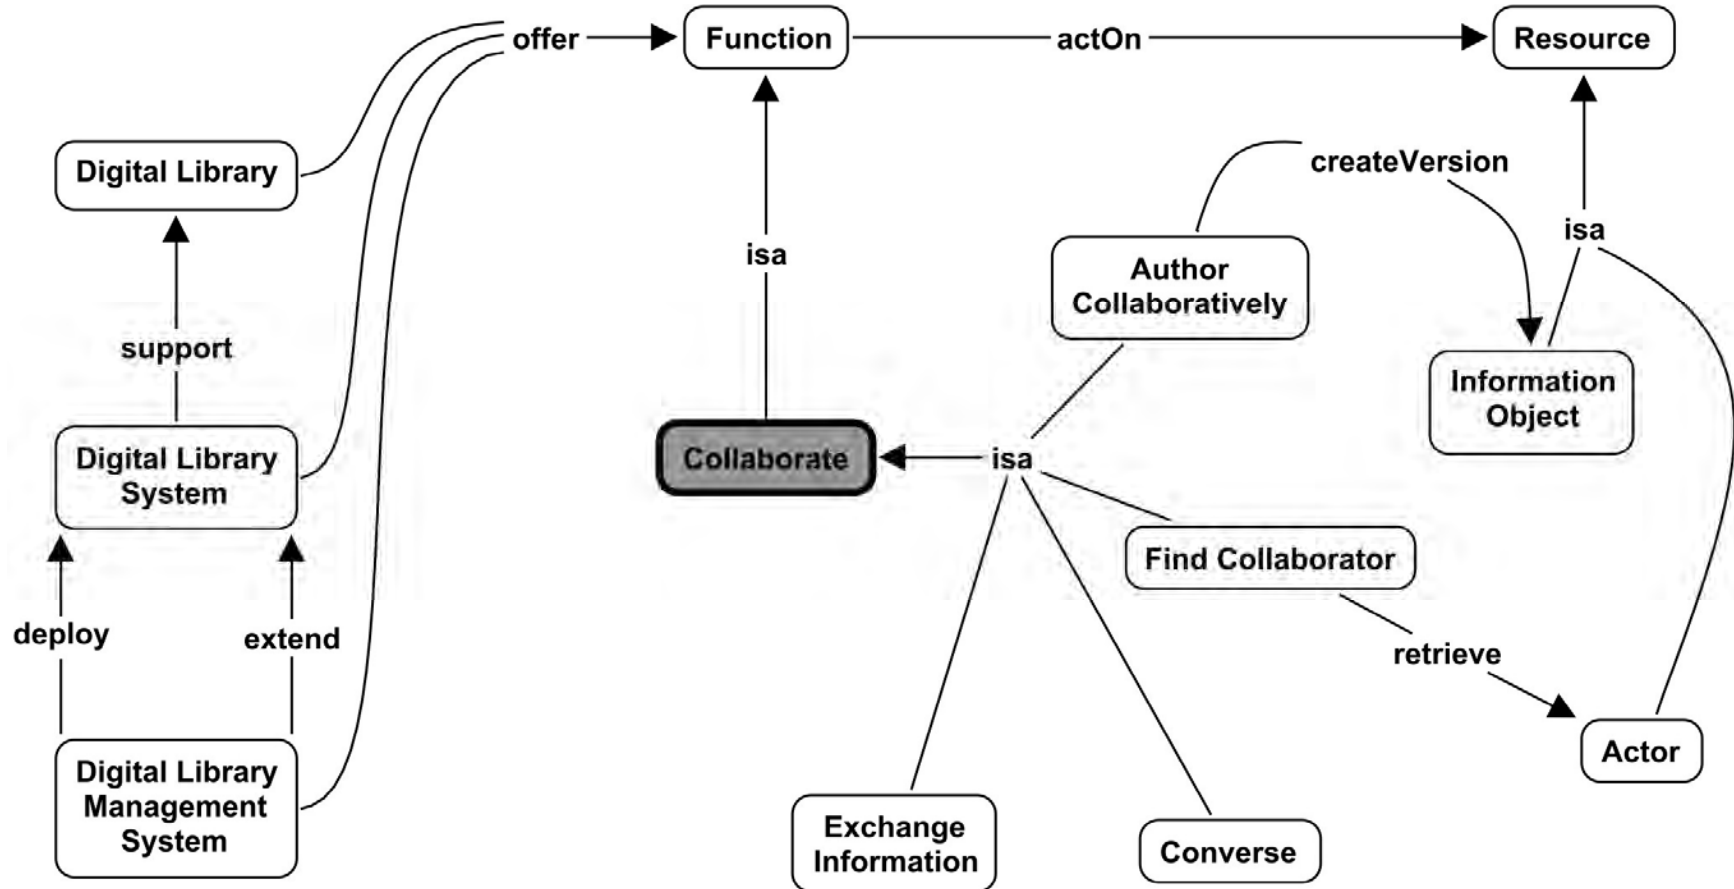 offer
Function
actOn
Resource
Digital Library
createVersion
isa
isa
Author
Collaboratively
support
Information
Object
Digital Library
System
Collaborate
isa
Find Collaborator
deploy
extend
retrieve
Actor
Digital Library
Management
System
Exchange
Information
Converse